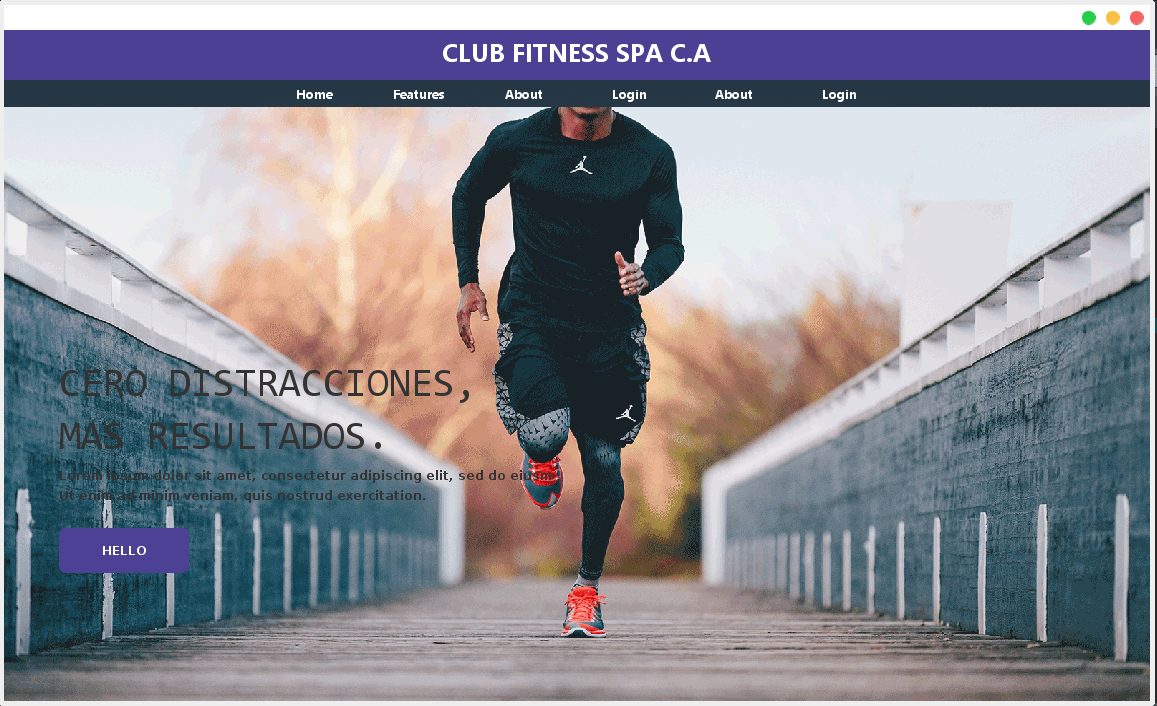 CLUB FITNESS SPA C.A
Home Features About Login About Login
CERO DISTRACCIONES,
MAS RESULTADOS.
Lorem ipsum dolor sit amet, consectetur adipiscing elit, sed do eiusm
Ut enim ad minim veniam, quis nostrud exercitation.
HELLO